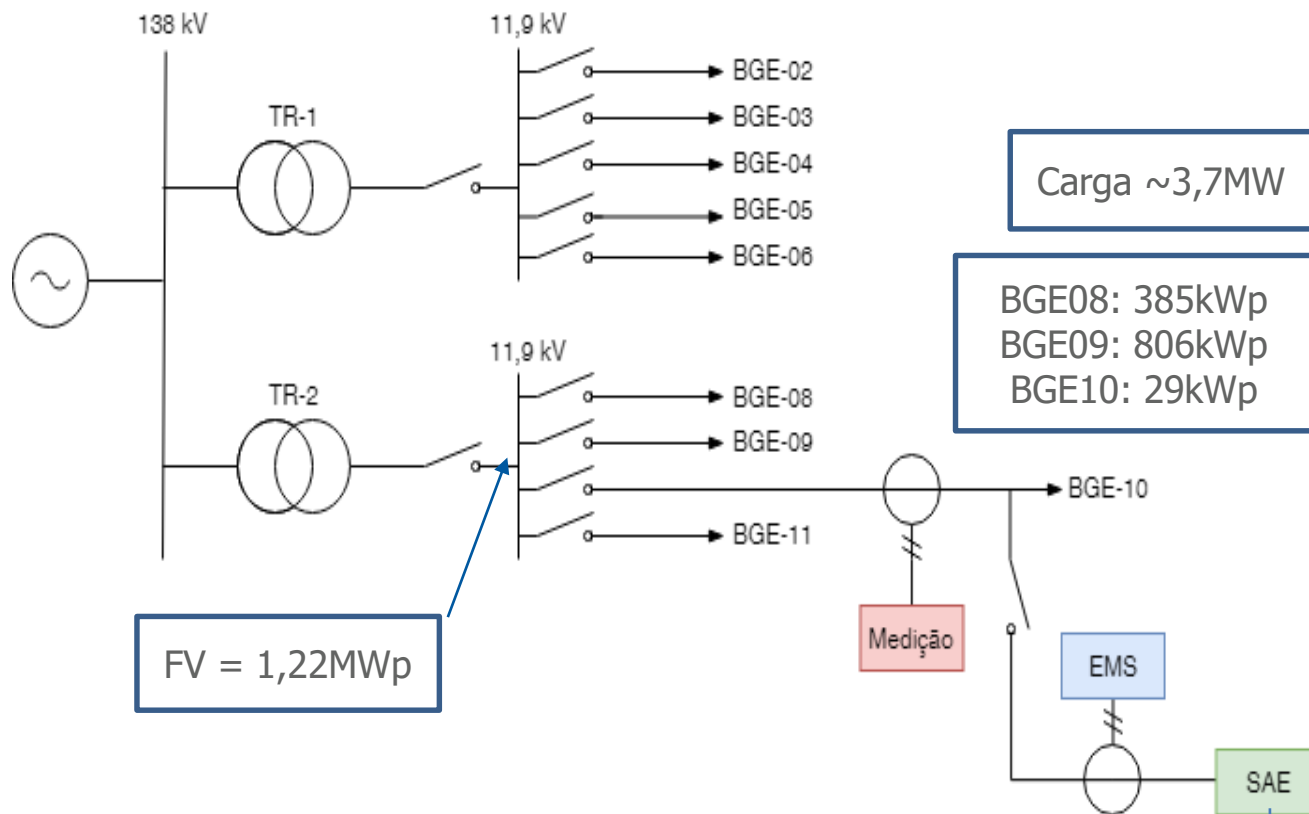 138 kV
11,9 kV
TR-1
BGE-02
BGE-03
BGE-04
BGE-05
BGE-06
Carga ~3,7MW
BGE08: 385kWp
BGE09: 806kWp
BGE10: 29kWp
11,9 kV
TR-2
BGE-08
BGE-09
BGE-10
BGE-11
FV = 1,22MWp
Medição
EMS
SAE